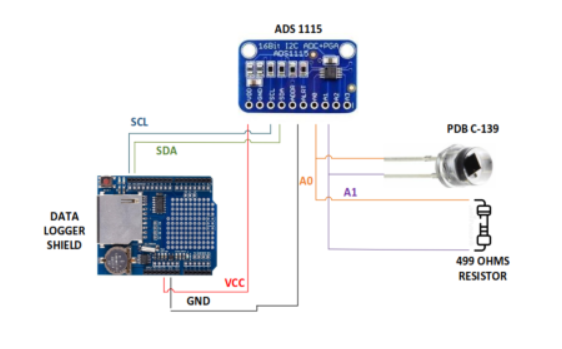 ADS 1115
16Bit I2C ADC+PGA
ADS1115
VDD
GND
SCL
SDA
ADDR
ALRT
A0
A1
A2
A3
SCL
SDA
PDB C-139
A0
A1
DATA
LOGGER
SHIELD
499 OHMS
RESISTOR
VCC
GND